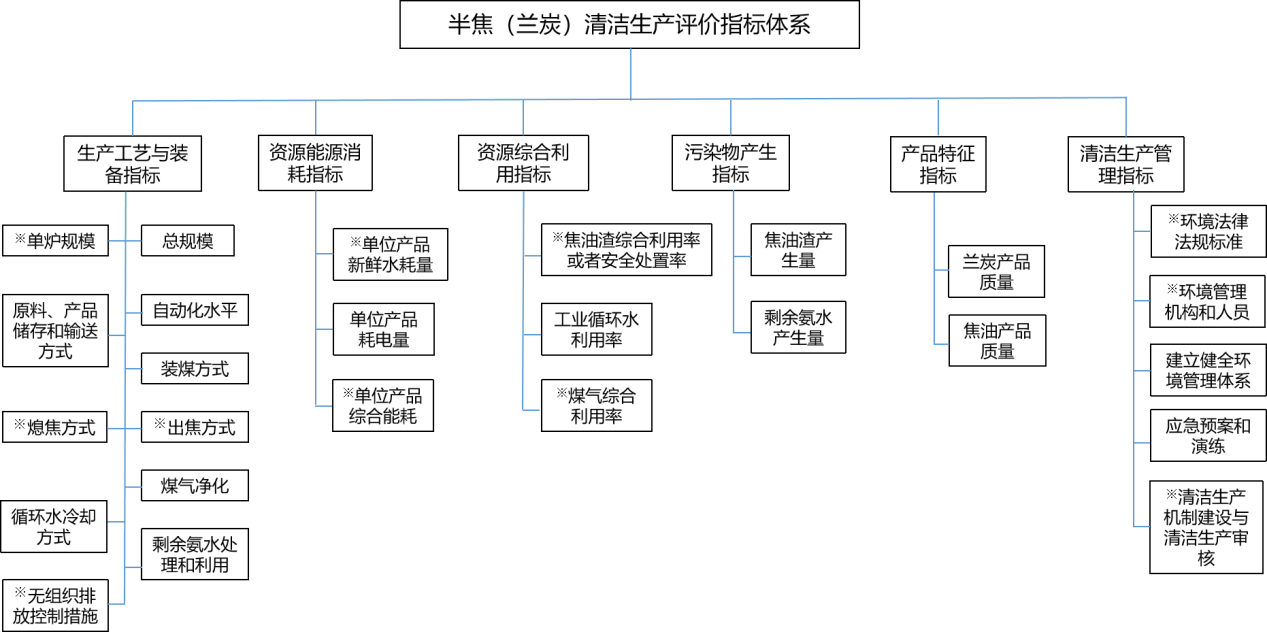 半焦（兰炭）清洁生产评价指标体系
生产工艺与装
备指标
※单炉规模
总规模
原料、产品
储存和输送
方式
自动化水平
装煤方式
※熄焦方式
※出焦方式
煤气净化
循环水冷却
方式
剩余氨水处
理和利用
※无组织排
放控制措施
资源能源消
耗指标
※单位产品
新鲜水耗量
单位产品
耗电量
※单位产品
综合能耗
资源综合利
用指标
※焦油渣综合利用率
或者安全处置率
工业循环水
利用率
※煤气综合
利用率
污染物产生
指标
焦油渣产
生量
剩余氨水
产生量
产品特征
指标
兰炭产品
质量
焦油产品
质量
清洁生产管
理指标
※环境法律
法规标准
※环境管理
机构和人员
建立健全环
境管理体系
应急预案和
演练
※清洁生产
机制建设与
清洁生产审
核